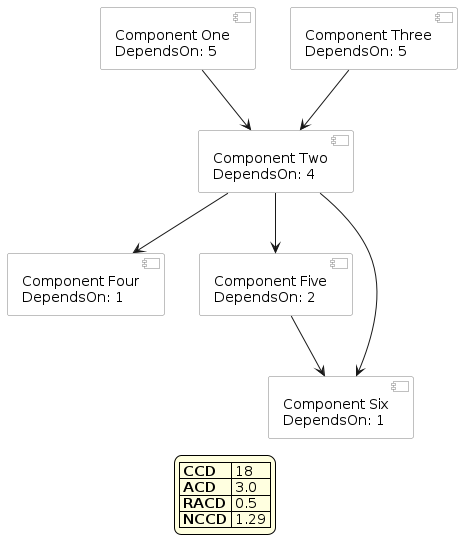 Component One
DependsOn: 5
Component Three
DependsOn: 5
Component Two
DependsOn: 4
Component Four
DependsOn: 1
Component Five
DependsOn: 2
Component Six
DependsOn: 1
CCD 18
ACD 3.0
RACD 0.5
NCCD 1.29